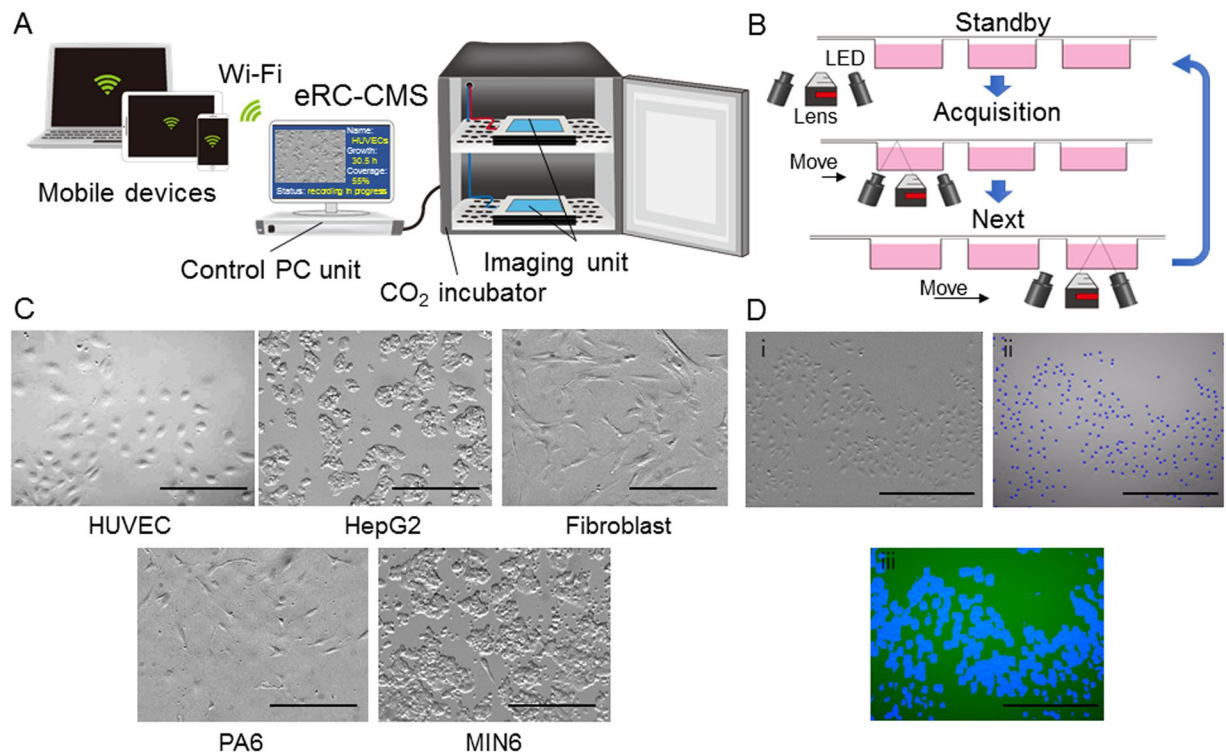 A
Wi-Fi
eRC-CMS
Name:
HUVECs
Growth:
30.5 h
Coverage:
55%
Status: recording in progress
Mobile devices
Control PC unit
CO₂ incubator
Imaging unit
B
Standby
LED
Lens
Acquisition
Move
Next
Move
C
HUVEC
HepG2
Fibroblast
PA6
MIN6
D
i
ii
iii